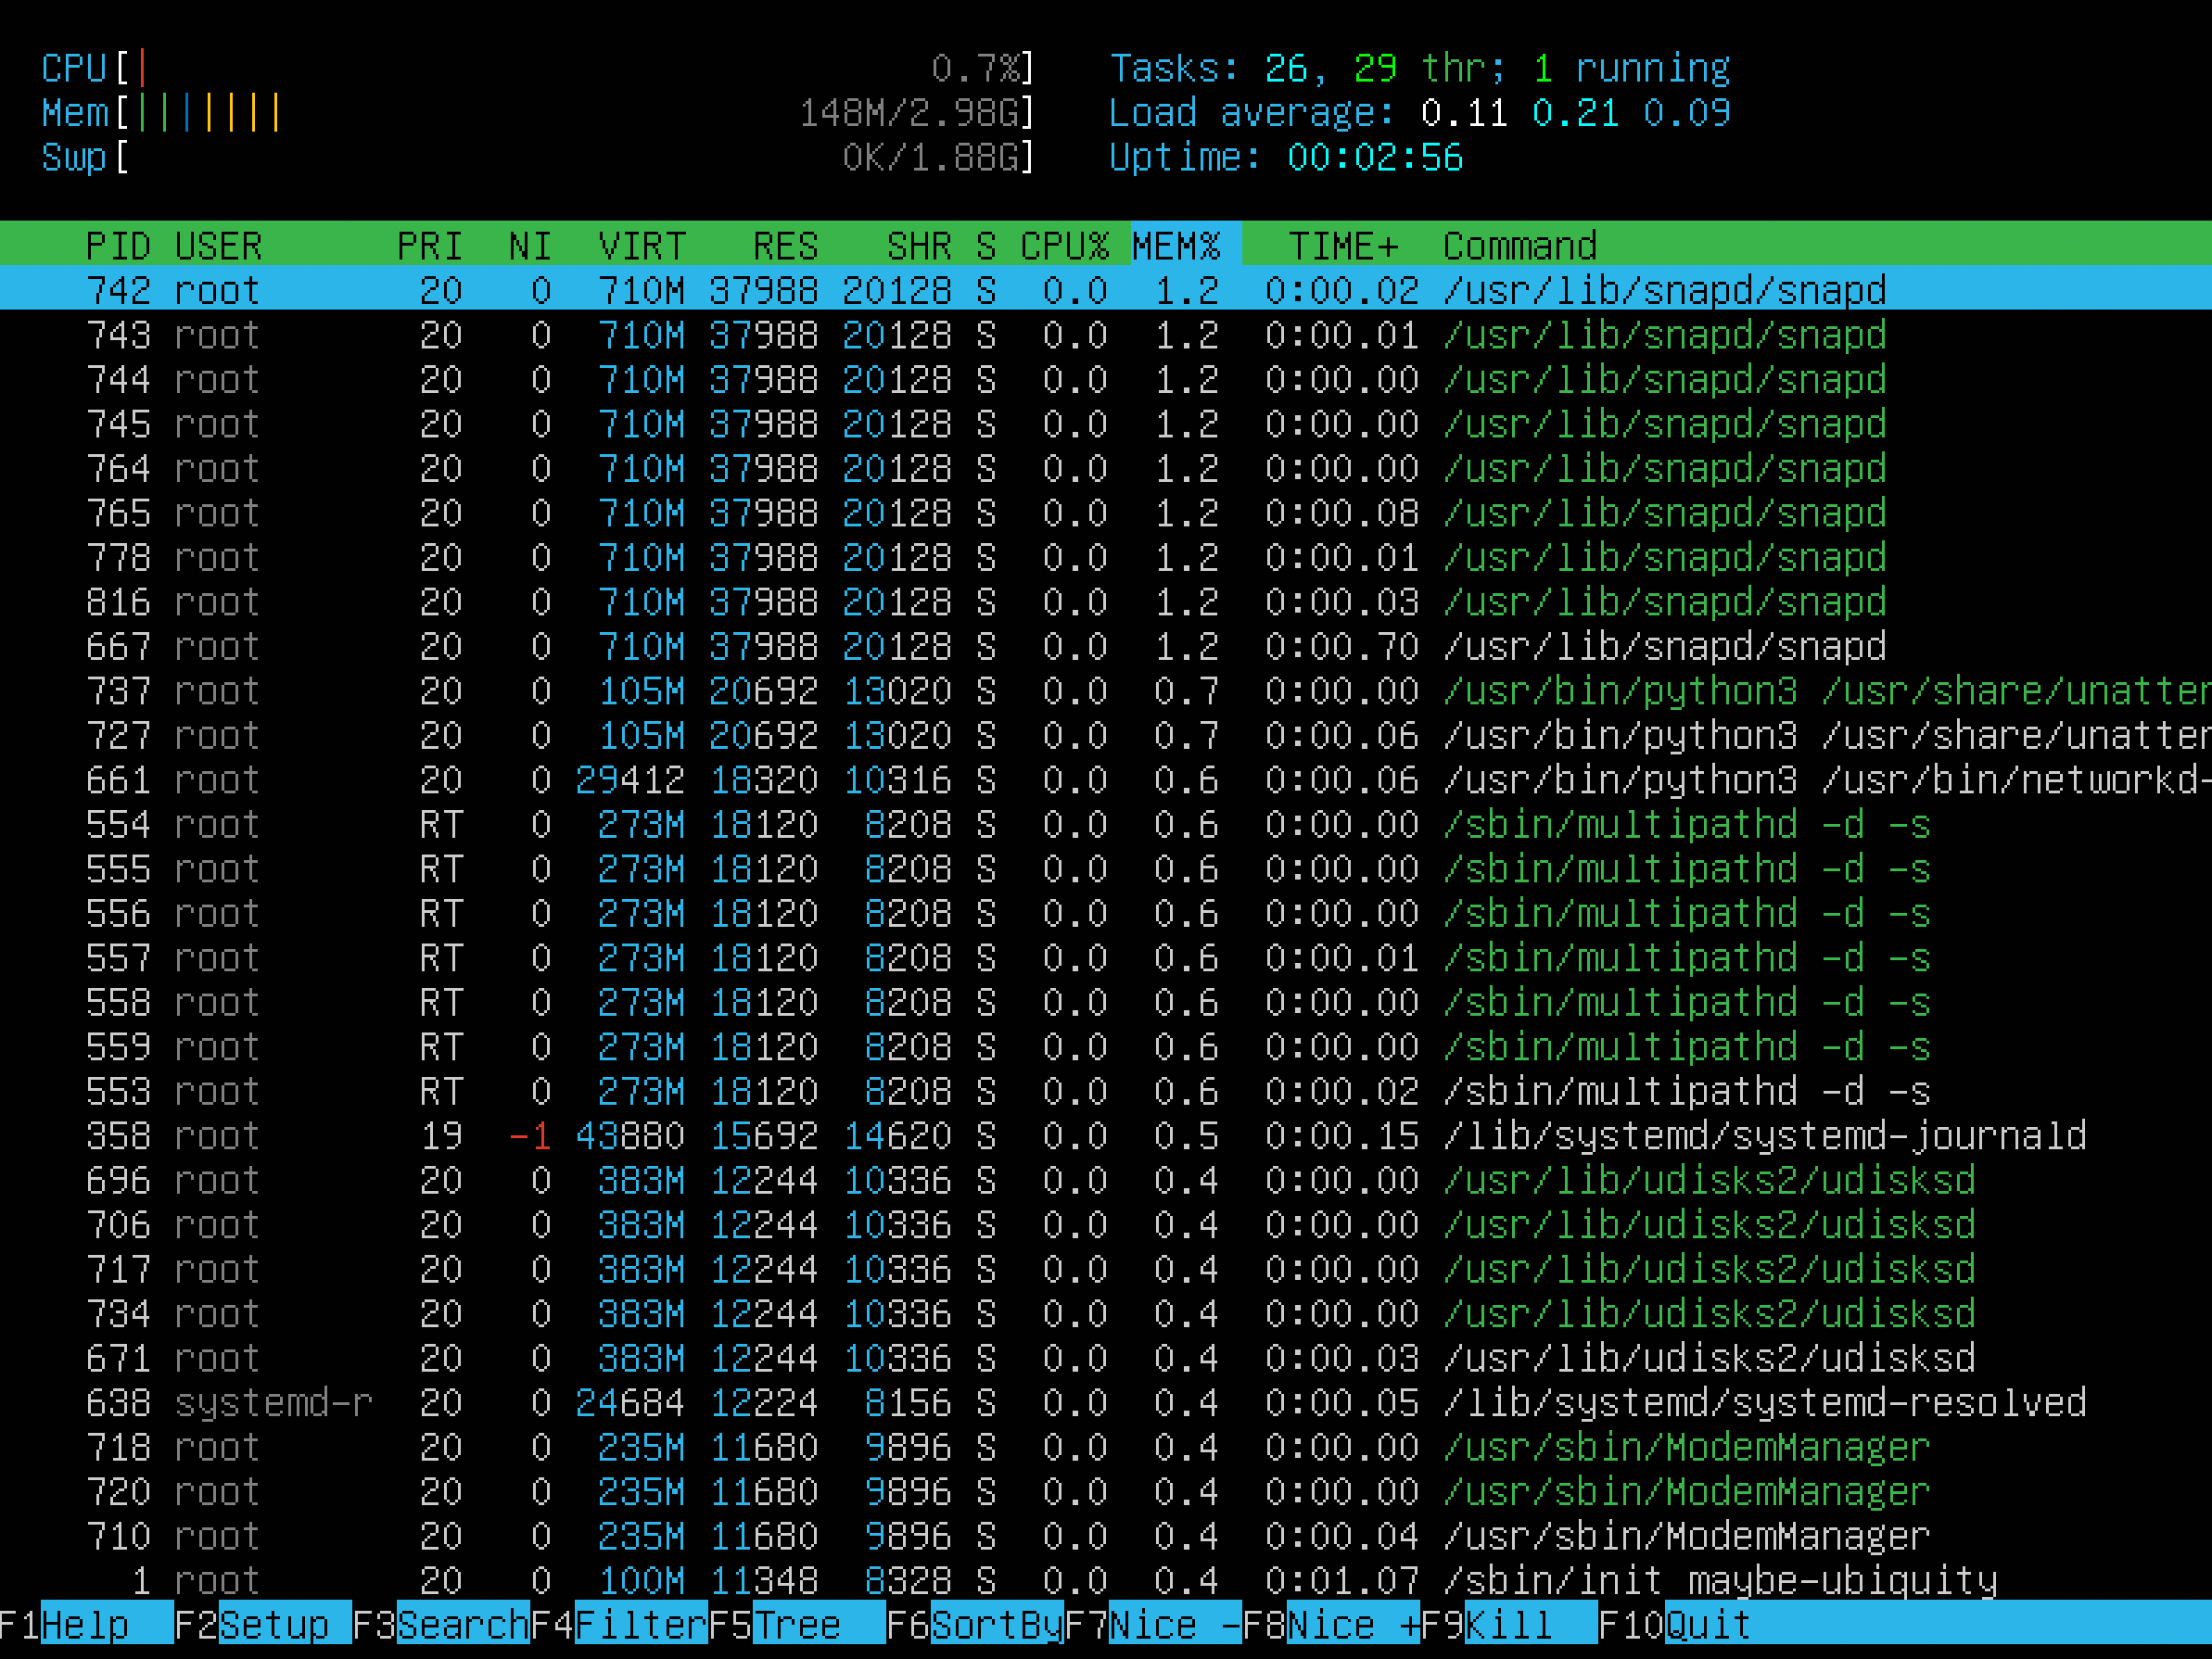 CPU[| 0.7%] Tasks: 26, 29 thr; 1 running
Mem[||||||| 148M/2.98G] Load average: 0.11 0.21 0.09
Swp[ 0K/1.88G] Uptime: 00:02:56
PID USER PRI NI VIRT RES SHR S CPU% MEM% TIME+ Command
742 root 20 0 710M 37988 20128 S 0.0 1.2 0:00.02 /usr/lib/snapd/snapd
743 root 20 0 710M 37988 20128 S 0.0 1.2 0:00.01 /usr/lib/snapd/snapd
744 root 20 0 710M 37988 20128 S 0.0 1.2 0:00.00 /usr/lib/snapd/snapd
745 root 20 0 710M 37988 20128 S 0.0 1.2 0:00.00 /usr/lib/snapd/snapd
764 root 20 0 710M 37988 20128 S 0.0 1.2 0:00.00 /usr/lib/snapd/snapd
765 root 20 0 710M 37988 20128 S 0.0 1.2 0:00.08 /usr/lib/snapd/snapd
778 root 20 0 710M 37988 20128 S 0.0 1.2 0:00.01 /usr/lib/snapd/snapd
816 root 20 0 710M 37988 20128 S 0.0 1.2 0:00.03 /usr/lib/snapd/snapd
667 root 20 0 710M 37988 20128 S 0.0 1.2 0:00.70 /usr/lib/snapd/snapd
737 root 20 0 105M 20692 13020 S 0.0 0.7 0:00.00 /usr/bin/python3 /usr/share/unatter
727 root 20 0 105M 20692 13020 S 0.0 0.7 0:00.06 /usr/bin/python3 /usr/share/unatter
661 root 20 0 29412 18320 10316 S 0.0 0.6 0:00.06 /usr/bin/python3 /usr/bin/networkd-
554 root RT 0 273M 18120 8208 S 0.0 0.6 0:00.00 /sbin/multipathd -d -s
555 root RT 0 273M 18120 8208 S 0.0 0.6 0:00.00 /sbin/multipathd -d -s
556 root RT 0 273M 18120 8208 S 0.0 0.6 0:00.00 /sbin/multipathd -d -s
557 root RT 0 273M 18120 8208 S 0.0 0.6 0:00.01 /sbin/multipathd -d -s
558 root RT 0 273M 18120 8208 S 0.0 0.6 0:00.00 /sbin/multipathd -d -s
559 root RT 0 273M 18120 8208 S 0.0 0.6 0:00.00 /sbin/multipathd -d -s
553 root RT 0 273M 18120 8208 S 0.0 0.6 0:00.02 /sbin/multipathd -d -s
358 root 19 -1 43880 15692 14620 S 0.0 0.5 0:00.15 /lib/systemd/systemd-journald
696 root 20 0 383M 12244 10336 S 0.0 0.4 0:00.00 /usr/lib/udisks2/udisksd
706 root 20 0 383M 12244 10336 S 0.0 0.4 0:00.00 /usr/lib/udisks2/udisksd
717 root 20 0 383M 12244 10336 S 0.0 0.4 0:00.00 /usr/lib/udisks2/udisksd
734 root 20 0 383M 12244 10336 S 0.0 0.4 0:00.00 /usr/lib/udisks2/udisksd
671 root 20 0 383M 12244 10336 S 0.0 0.4 0:00.03 /usr/lib/udisks2/udisksd
638 systemd-r 20 0 24684 12224 8156 S 0.0 0.4 0:00.05 /lib/systemd/systemd-resolved
718 root 20 0 235M 11680 9896 S 0.0 0.4 0:00.00 /usr/sbin/ModemManager
720 root 20 0 235M 11680 9896 S 0.0 0.4 0:00.00 /usr/sbin/ModemManager
710 root 20 0 235M 11680 9896 S 0.0 0.4 0:00.04 /usr/sbin/ModemManager
1 root 20 0 100M 11348 8328 S 0.0 0.4 0:01.07 /sbin/init maybe-ubiquity
F1Help F2Setup F3SearchF4FilterF5Tree F6SortByF7Nice -F8Nice +F9Kill F10Quit